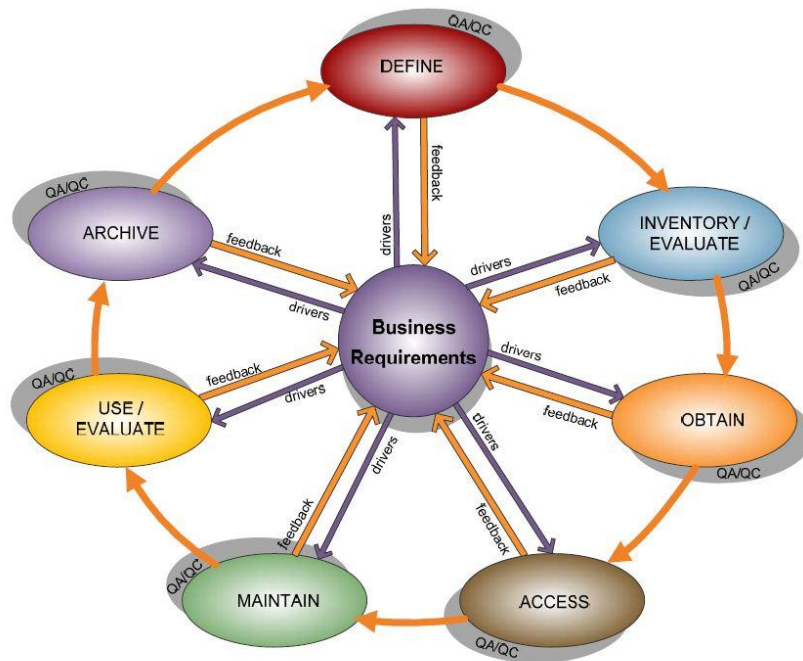 QA/QC
DEFINE
feedback
drivers
QA/QC
ARCHIVE
feedback
drivers
INVENTORY /
EVALUATE
QA/QC
drivers
feedback
Business
Requirements
QA/QC
USE /
EVALUATE
feedback
drivers
drivers
feedback
OBTAIN
QA/QC
drivers
feedback
drivers
feedback
QA/QC
MAINTAIN
ACCESS
QA/QC